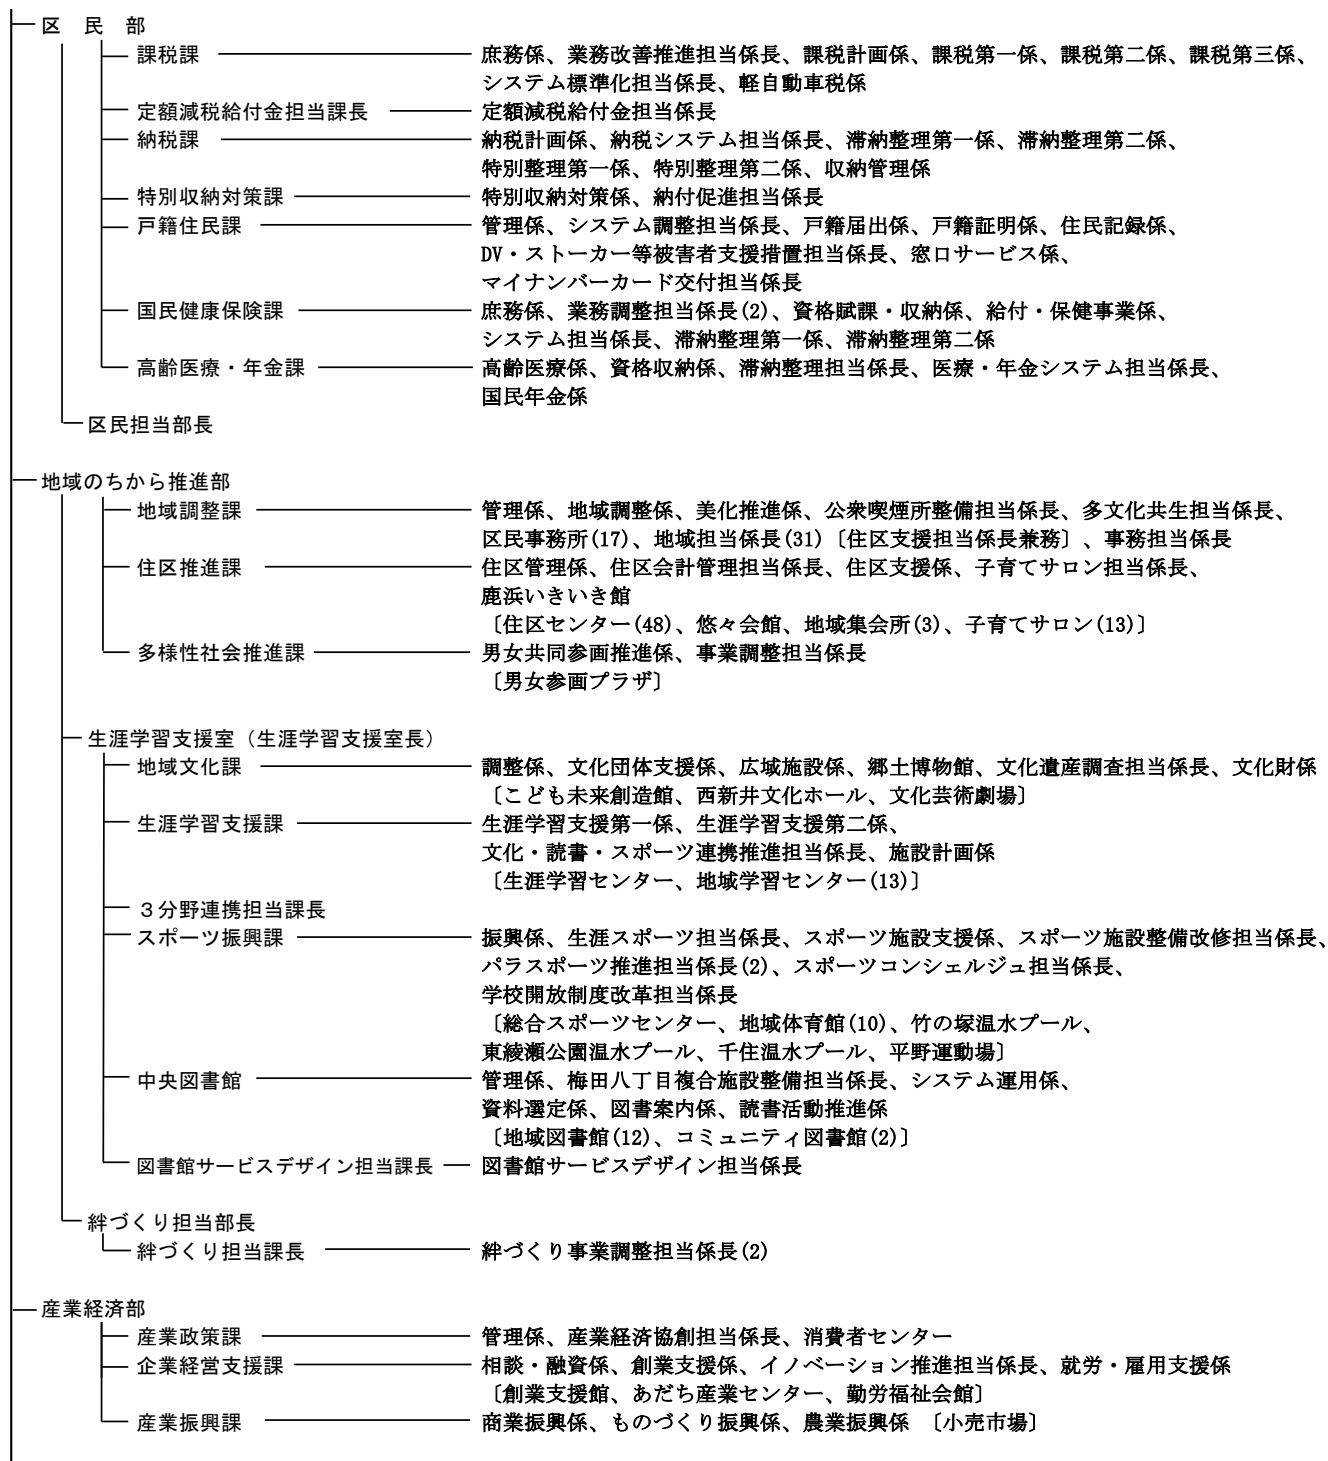 区　民　部
課税課　庶務係、業務改善推進担当係長、課税計画係、課税第一係、課税第二係、課税第三係、
システム標準化担当係長、軽自動車税係
定額減税給付金担当課長　定額減税給付金担当係長
納税課　納税計画係、納税システム担当係長、滞納整理第一係、滞納整理第二係、
特別整理第一係、特別整理第二係、収納管理係
特別収納対策課　特別収納対策係、納付促進担当係長
戸籍住民課　管理係、システム調整担当係長、戸籍届出係、戸籍証明係、住民記録係、
DV・ストーカー等被害者支援措置担当係長、窓口サービス係、
マイナンバーカード交付担当係長
国民健康保険課　庶務係、業務調整担当係長(2)、資格賦課・収納係、給付・保健事業係、
システム担当係長、滞納整理第一係、滞納整理第二係
高齢医療・年金課　高齢医療係、資格収納係、滞納整理担当係長、医療・年金システム担当係長、
国民年金係
区民担当部長
地域のちから推進部
地域調整課　管理係、地域調整係、美化推進係、公衆喫煙所整備担当係長、多文化共生担当係長、
区民事務所(17)、地域担当係長(31)〔住区支援担当係長兼務〕、事務担当係長
住区推進課　住区管理係、住区会計管理担当係長、住区支援係、子育てサロン担当係長、
鹿浜いきいき館
〔住区センター(48)、悠々会館、地域集会所(3)、子育てサロン(13)〕
多様性社会推進課　男女共同参画推進係、事業調整担当係長
〔男女参画プラザ〕
生涯学習支援室（生涯学習支援室長）
地域文化課　調整係、文化団体支援係、広域施設係、郷土博物館、文化遺産調査担当係長、文化財係
〔こども未来創造館、西新井文化ホール、文化芸術劇場〕
生涯学習支援課　生涯学習支援第一係、生涯学習支援第二係、
文化・読書・スポーツ連携推進担当係長、施設計画係
〔生涯学習センター、地域学習センター(13)〕
３分野連携担当課長
スポーツ振興課　振興係、生涯スポーツ担当係長、スポーツ施設支援係、スポーツ施設整備改修担当係長、
パラスポーツ推進担当係長(2)、スポーツコンシェルジュ担当係長、
学校開放制度改革担当係長
〔総合スポーツセンター、地域体育館(10)、竹の塚温水プール、
東綾瀬公園温水プール、千住温水プール、平野運動場〕
中央図書館　管理係、梅田八丁目複合施設整備担当係長、システム運用係、
資料選定係、図書案内係、読書活動推進係
〔地域図書館(12)、コミュニティ図書館(2)〕
図書館サービスデザイン担当課長　図書館サービスデザイン担当係長
絆づくり担当部長
絆づくり担当課長　絆づくり事業調整担当係長(2)
産業経済部
産業政策課　管理係、産業経済協創担当係長、消費者センター
企業経営支援課　相談・融資係、創業支援係、イノベーション推進担当係長、就労・雇用支援係
〔創業支援館、あだち産業センター、勤労福祉会館〕
産業振興課　商業振興係、ものづくり振興係、農業振興係　〔小売市場〕